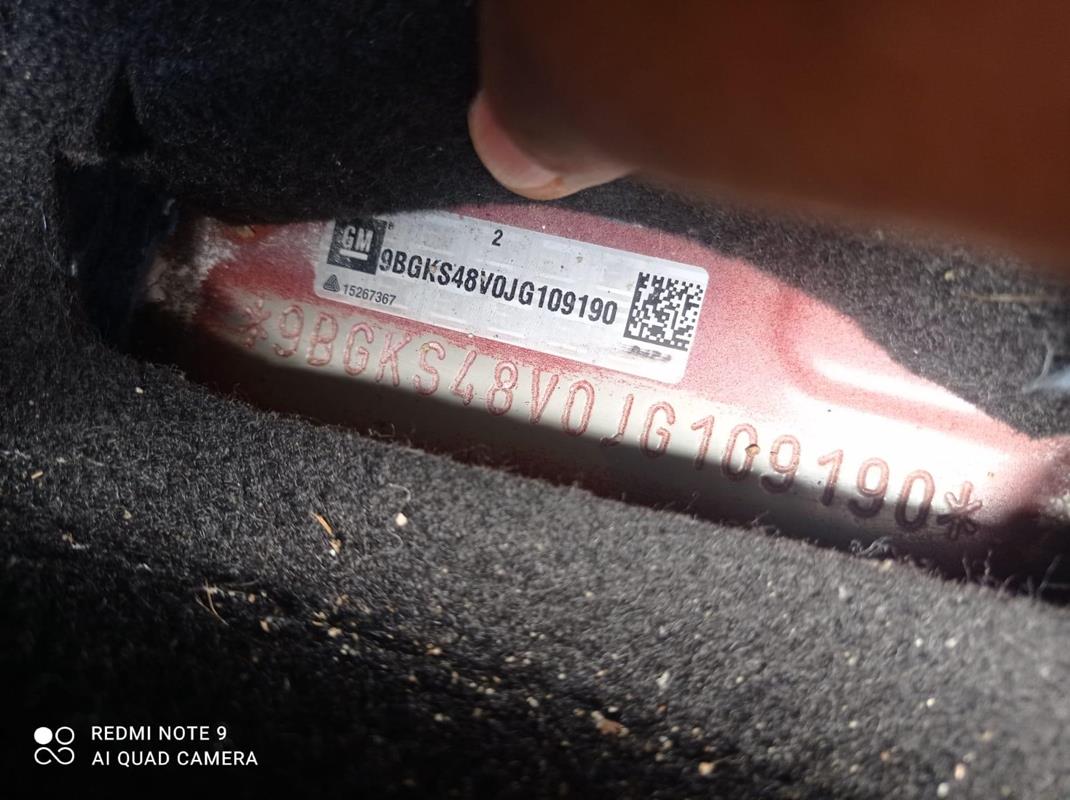 2
GM 9BGKS48V0JG109190
15267367
*9BGKS48V0JG109190*
REDMI NOTE 9
AI QUAD CAMERA